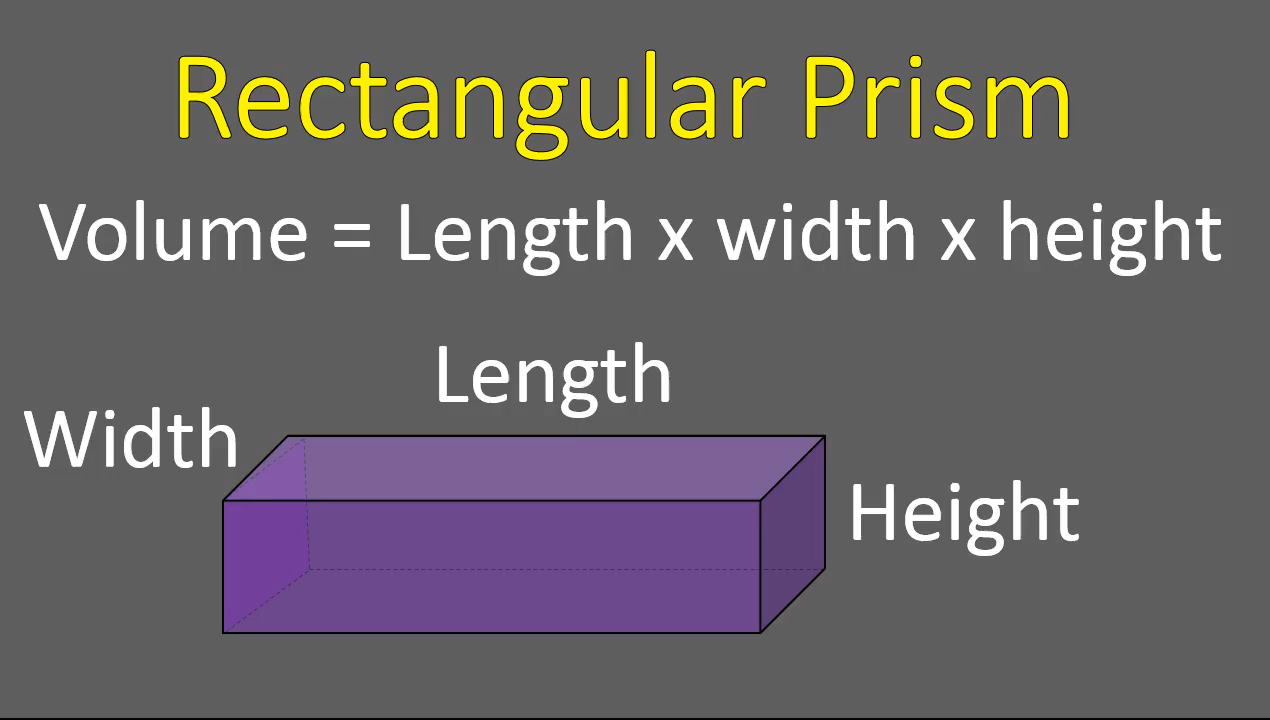 Rectangular Prism
Volume = Length x width x height
Length
Width
Height